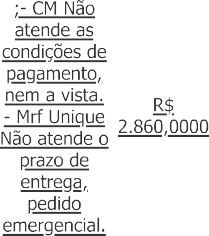 ;- CM Não
atende as
condições de
pagamento,
nem a vista.
- Mrf Unique
Não atende o
prazo de
entrega,
pedido
emergencial.
R$
2.860,0000